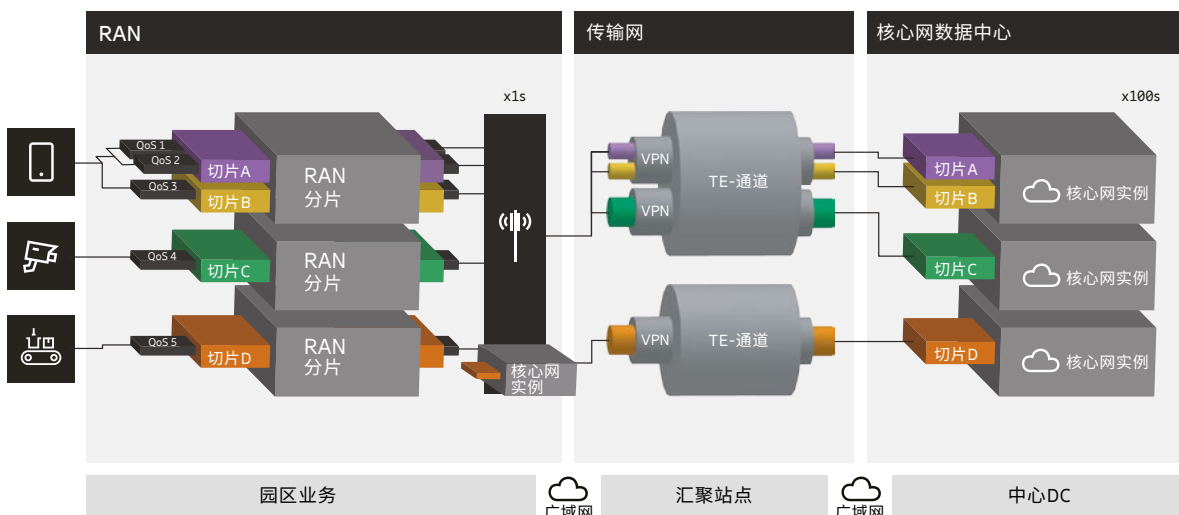 RAN
传输网
核心网数据中心
x1s
x100s
QoS 1
QoS 2
QoS 3
切片A
切片B
RAN
分片
VPN
VPN
TE-通道
切片A
切片B
核心网实例
QoS 4
切片C
RAN
分片
切片C
核心网实例
QoS 5
切片D
RAN
分片
核心网
实例
VPN
TE-通道
切片D
核心网实例
园区业务
广域网
汇聚站点
广域网
中心DC